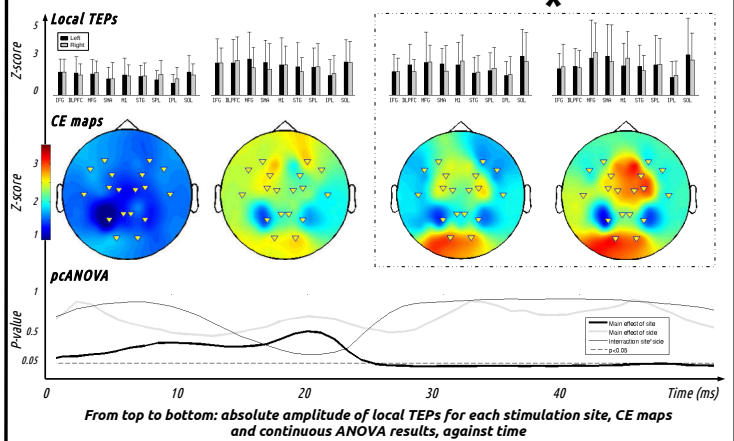 *
Local TEPs
5
3
0
Z-score
Left
Right
IFG DLPFC MFG SMA M1 STG SPL IPL SOL
IFG DLPFC MFG SMA M1 STG SPL IPL SOL
IFG DLPFC MFG SMA M1 STG SPL IPL SOL
IFG DLPFC MFG SMA M1 STG SPL IPL SOL
CE maps
Z-score
3
2
1
pcANOVA
P-value
1
0.5
0.05
Main effect of site
Main effect of side
Interraction site*side
p<0.05
0 10 20 30 40 Time (ms)
From top to bottom: absolute amplitude of local TEPs for each stimulation site, CE maps
and continuous ANOVA results, against time